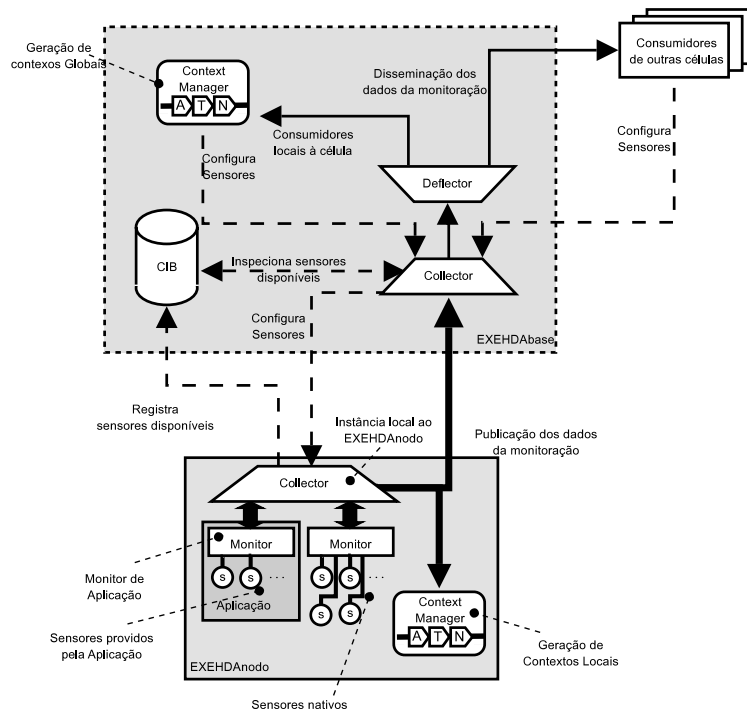 Geração de
contexos Globais
Context
Manager
A T N
Disseminação dos
dados da monitoração
Consumidores
de outras células
Configura
Sensores
Consumidores
locais à célula
Configura
Sensores
Deflector
CIB
Inspeciona sensores
disponíveis
Collector
Configura
Sensores
EXEHDAbase
Registra
sensores disponíveis
Instância local ao
EXEHDAnodo
Publicação dos dados
da monitoração
Collector
Monitor
Monitor
S S ...
S S ...
S S
Aplicação
Monitor de
Aplicação
Sensores providos
pela Aplicação
Context
Manager
A T N
Geração de
Contextos Locais
EXEHDAnodo
Sensores nativos